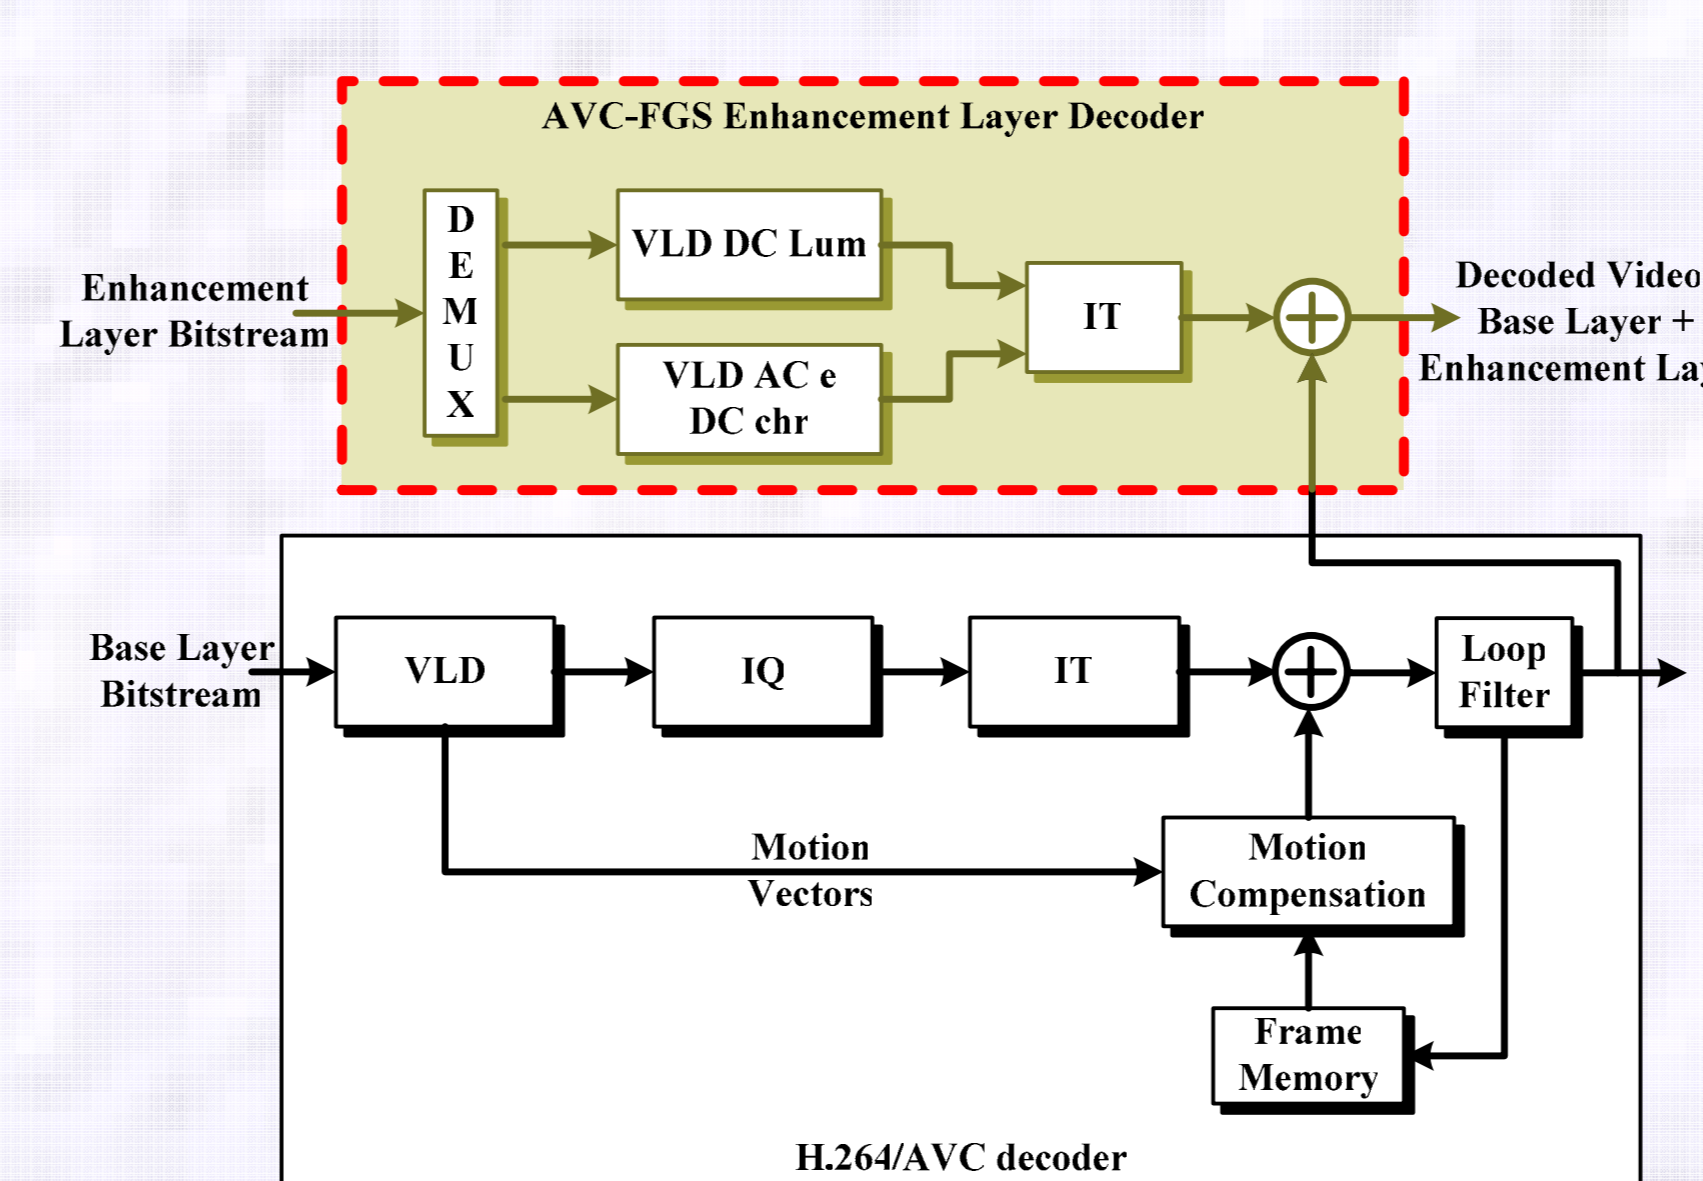 AVC-FGS Enhancement Layer Decoder
D
E
M
U
X
VLD DC Lum
VLD AC e
DC chr
IT
Enhancement
Layer Bitstream
Decoded Video
Base Layer +
Enhancement
Base Layer
Bitstream
VLD
IQ
IT
Loop
Filter
Motion
Vectors
Motion
Compensation
Frame
Memory
H.264/AVC decoder